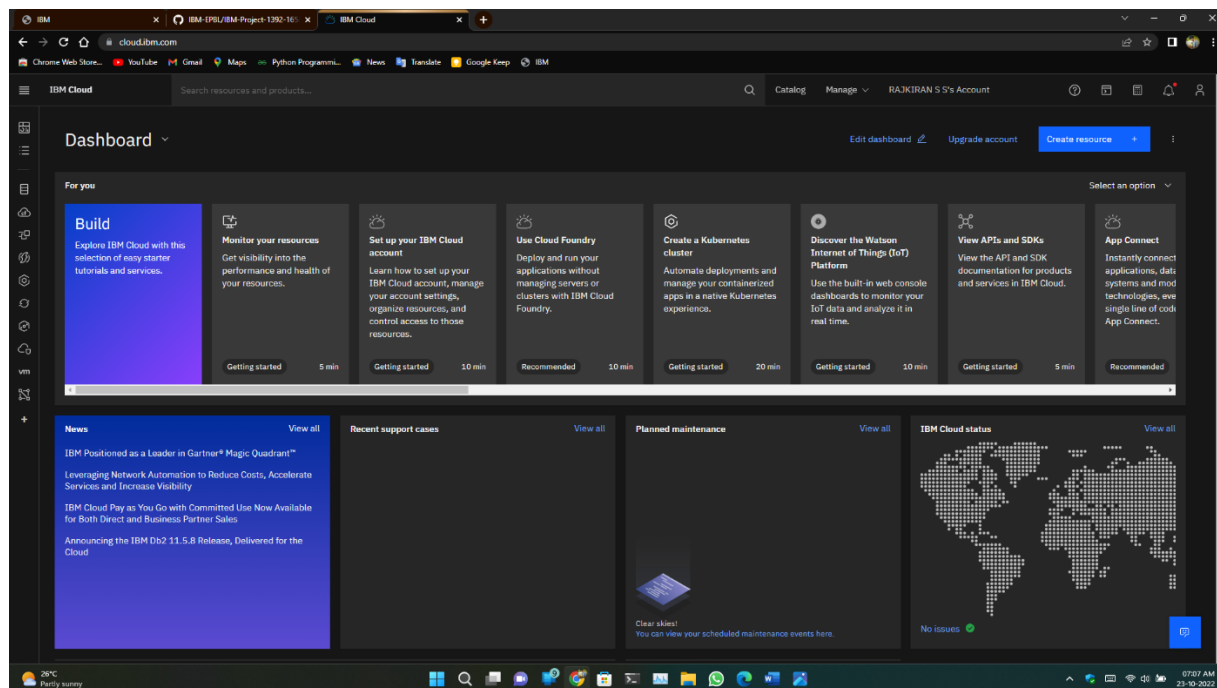 IBM
IBM-EPBL/IBM-Project-1392-165
IBM Cloud
cloud.ibm.com
Chrome Web Store...
YouTube
Gmail
Maps
Python Programmi...
News
Translate
Google Keep
IBM
IBM Cloud
Search resources and products...
Catalog
Manage
RAJKIRAN S S's Account
Dashboard
Edit dashboard
Upgrade account
Create resource +
For you
Select an option
Build
Explore IBM Cloud with this
selection of easy starter
tutorials and services.
Monitor your resources
Get visibility into the
performance and health of
your resources.
Getting started 5 min
Set up your IBM Cloud
account
Learn how to set up your
IBM Cloud account, manage
your account settings,
organize resources, and
control access to those
resources.
Getting started 10 min
Use Cloud Foundry
Deploy and run your
applications without
managing servers or
clusters with IBM Cloud
Foundry.
Recommended 10 min
Create a Kubernetes
cluster
Automate deployments and
manage your containerized
apps in a native Kubernetes
experience.
Getting started 20 min
Discover the Watson
Internet of Things (IoT)
Platform
Use the built-in web console
dashboards to monitor your
IoT data and analyze it in
real time.
Getting started 10 min
View APIs and SDKs
View the API and SDK
documentation for products
and services in IBM Cloud.
Getting started 5 min
App Connect
Instantly connect
applications, data
systems and mod
technologies, eve
single line of code
App Connect.
Recommended
vm
News View all
IBM Positioned as a Leader in Gartner® Magic Quadrant™
Leveraging Network Automation to Reduce Costs, Accelerate
Services and Increase Visibility
IBM Cloud Pay as You Go with Committed Use Now Available
for Both Direct and Business Partner Sales
Announcing the IBM Db2 11.5.8 Release, Delivered for the
Cloud
Recent support cases View all
Planned maintenance View all
Clear skies!
You can view your scheduled maintenance events here.
IBM Cloud status View all
No issues
26°C
Partly sunny
07:07 AM
23-10-2022